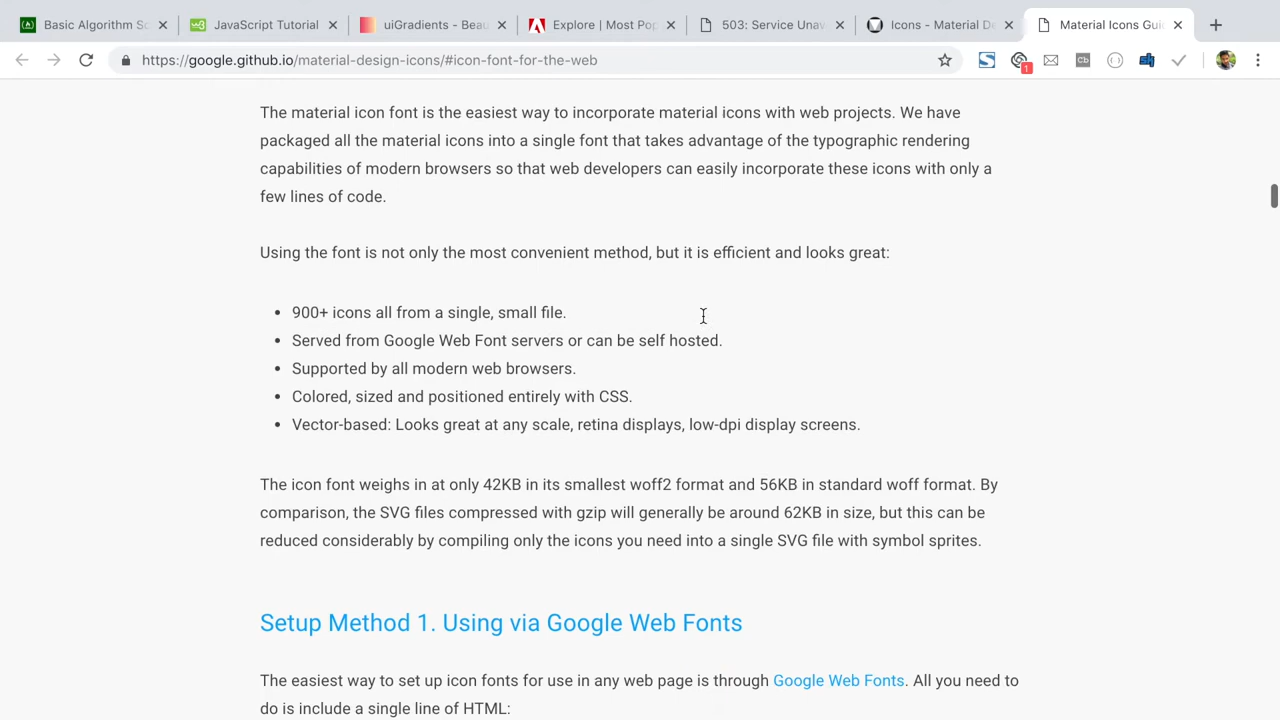 Basic Algorithm Sc
JavaScript Tutorial
uiGradients - Beau
Explore | Most Pop
503: Service Unav
Icons - Material De
Material Icons Gui
https://google.github.io/material-design-icons/#icon-font-for-the-web
1
The material icon font is the easiest way to incorporate material icons with web projects. We have
packaged all the material icons into a single font that takes advantage of the typographic rendering
capabilities of modern browsers so that web developers can easily incorporate these icons with only a
few lines of code.
Using the font is not only the most convenient method, but it is efficient and looks great:
• 900+ icons all from a single, small file.
• Served from Google Web Font servers or can be self hosted.
• Supported by all modern web browsers.
• Colored, sized and positioned entirely with CSS.
• Vector-based: Looks great at any scale, retina displays, low-dpi display screens.
The icon font weighs in at only 42KB in its smallest woff2 format and 56KB in standard woff format. By
comparison, the SVG files compressed with gzip will generally be around 62KB in size, but this can be
reduced considerably by compiling only the icons you need into a single SVG file with symbol sprites.
Setup Method 1. Using via Google Web Fonts
The easiest way to set up icon fonts for use in any web page is through Google Web Fonts. All you need to
do is include a single line of HTML: